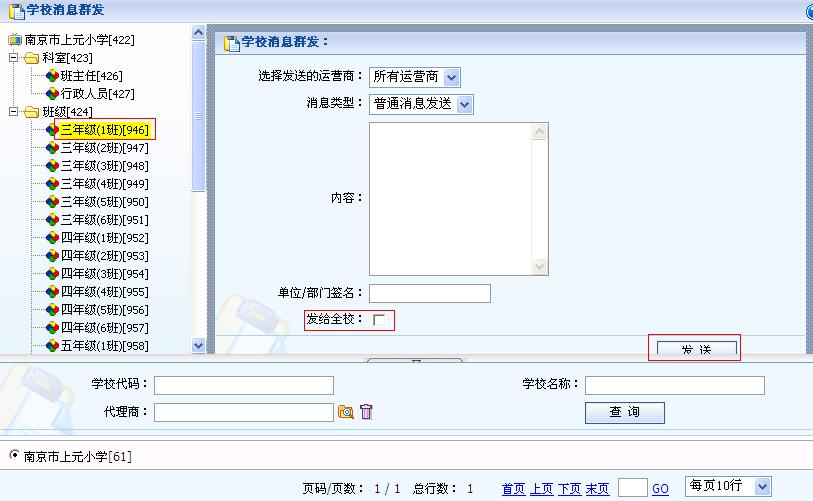 学校消息群发
南京市上元小学[422]
科室[423]
班主任[426]
行政人员[427]
班级[424]
三年级(1班)[946]
三年级(2班)[947]
三年级(3班)[948]
三年级(4班)[949]
三年级(5班)[950]
三年级(6班)[951]
四年级(1班)[952]
四年级(2班)[953]
四年级(3班)[954]
四年级(4班)[955]
四年级(5班)[956]
四年级(6班)[957]
五年级(1班)[958]
学校消息群发：
选择发送的运营商： 所有运营商
消息类型： 普通消息发送
内容：
单位/部门签名：
发给全校：
发 送
学校代码： 学校名称：
代理商： 查 询
南京市上元小学[61]
页码/页数： 1 / 1 总行数： 1 首页 上页 下页 末页 GO 每页10行